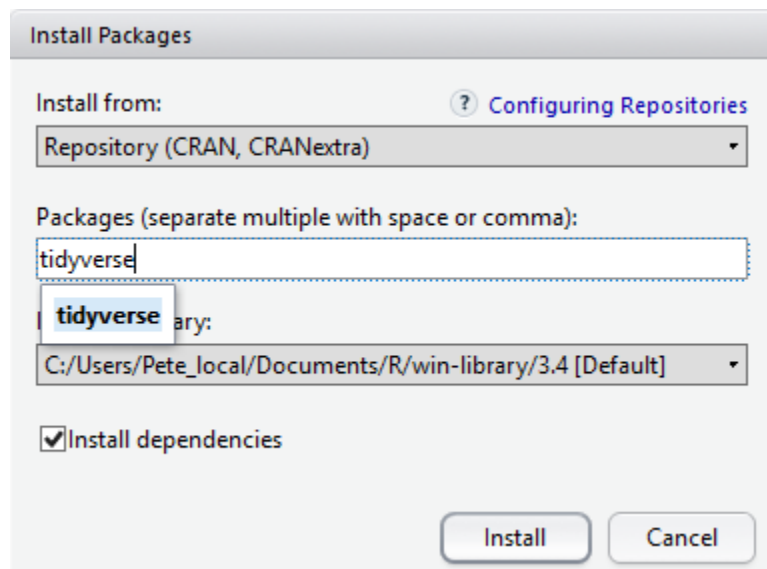 Install Packages
Install from:
? Configuring Repositories
Repository (CRAN, CRANextra)
Packages (separate multiple with space or comma):
tidyverse
tidyverse
ary:
C:/Users/Pete_local/Documents/R/win-library/3.4 [Default]
Install dependencies
Install
Cancel